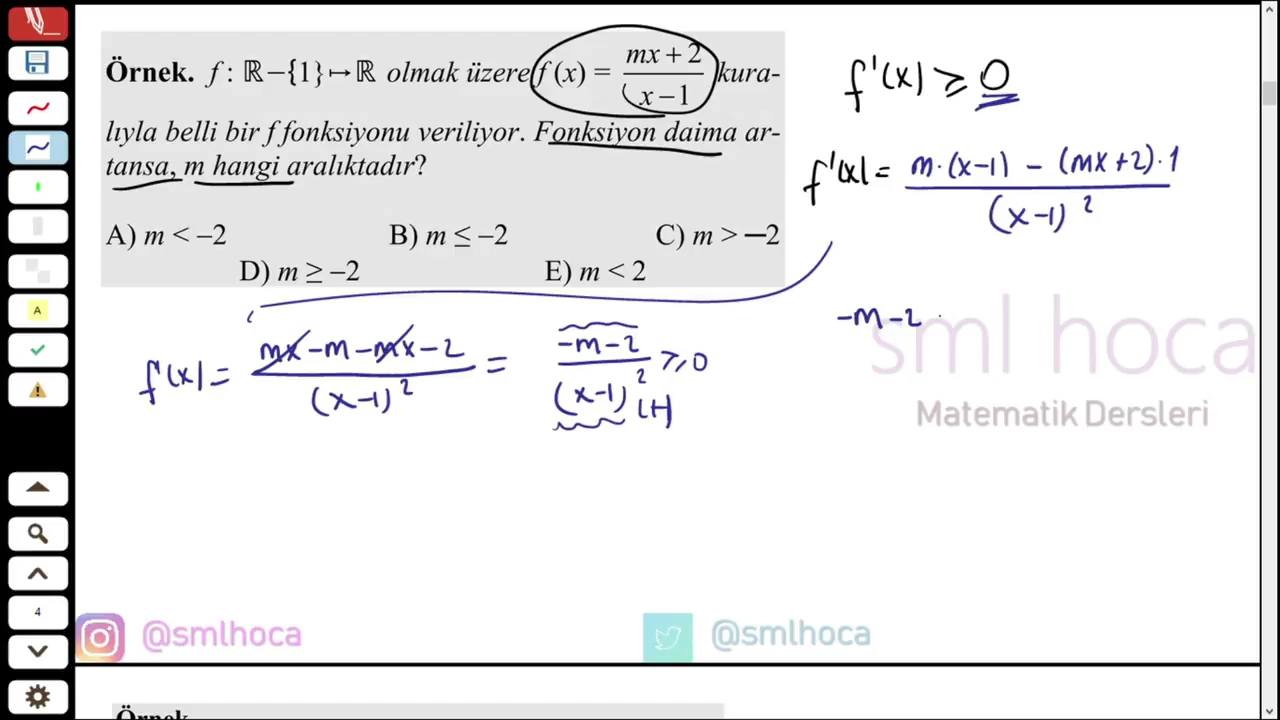 Örnek. f : ℝ−{1}↦ℝ olmak üzere f (x) = (mx + 2)/(x − 1) kura-
lıyla belli bir f fonksiyonu veriliyor. Fonksiyon daima ar-
tansa, m hangi aralıktadır?
A) m < −2 B) m ≤ −2 C) m > −2
D) m ≥ −2 E) m < 2
f'(x) ≥ 0
f'(x) = (m·(x−1) − (mx+2)·1)/(x−1)²
f'(x) = (mx − m − mx − 2)/(x−1)² = (−m−2)/(x−1)² ≥ 0
(+)
−m−2
sml hoca
Matematik Dersleri
A
4
@smlhoca @smlhoca
Örnek